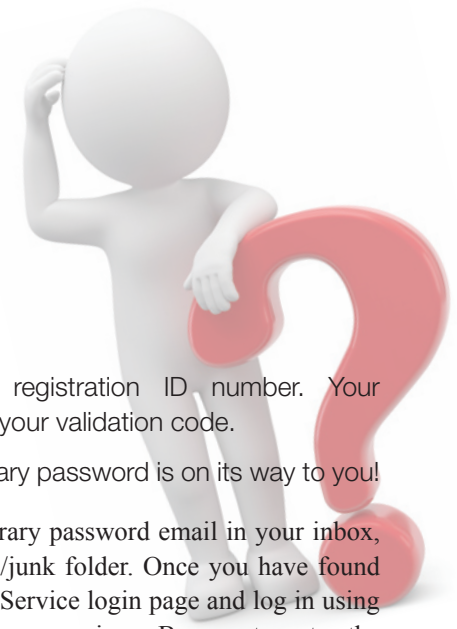 registration ID number. Your
your validation code.
ary password is on its way to you!
rary password email in your inbox,
/junk folder. Once you have found
Service login page and log in using